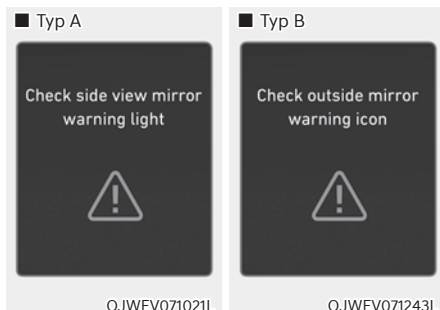 ■ Typ A
Check side view mirror
warning light
OJWEV071021L
■ Typ B
Check outside mirror
warning icon
OJWEV071243L